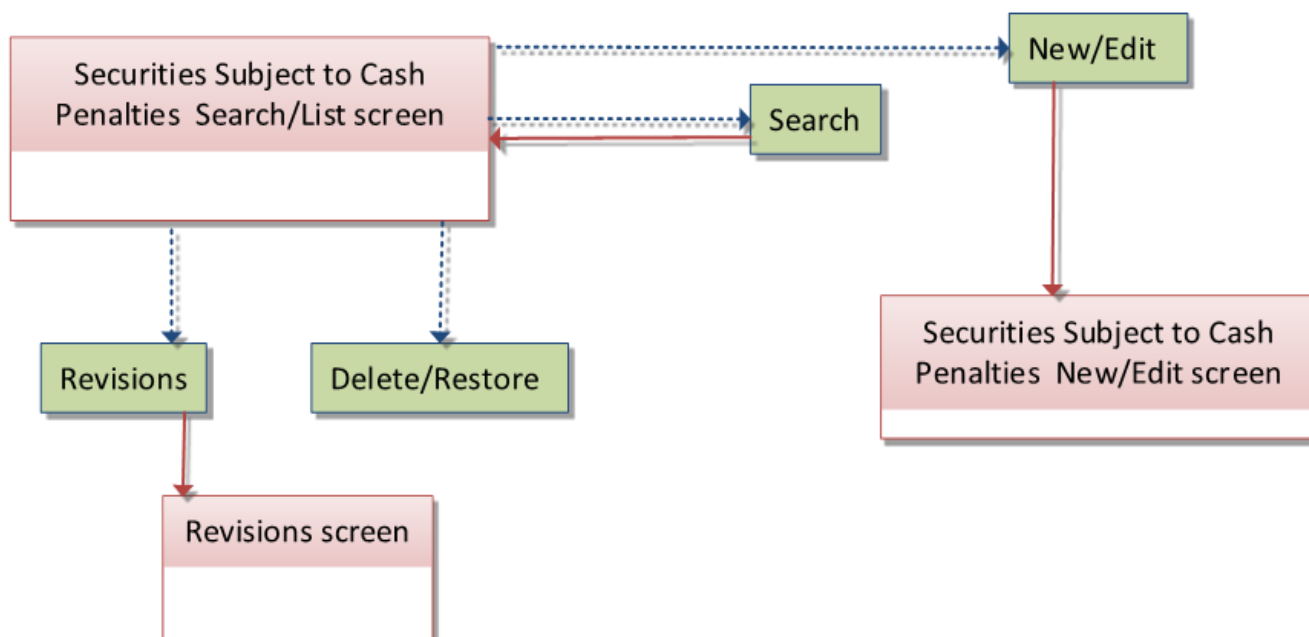 New/Edit
Securities Subject to Cash
Penalties  Search/List screen
Search
Securities Subject to Cash
Penalties  New/Edit screen
Revisions
Delete/Restore
Revisions screen